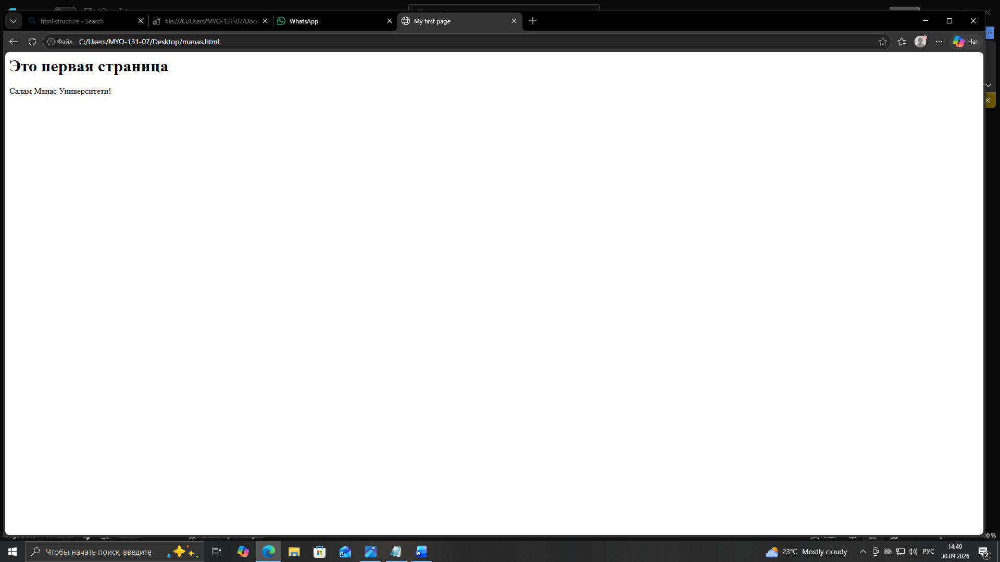 html structure - Search
file:///C:/Users/MYO-131-07/Docu
WhatsApp
My first page
Файл
C:/Users/MYO-131-07/Desktop/manas.html
Чат
Это первая страница
Салам Манас Университети!
Чтобы начать поиск, введите
23°C Mostly cloudy
РУС
14:49
30.09.2026
2